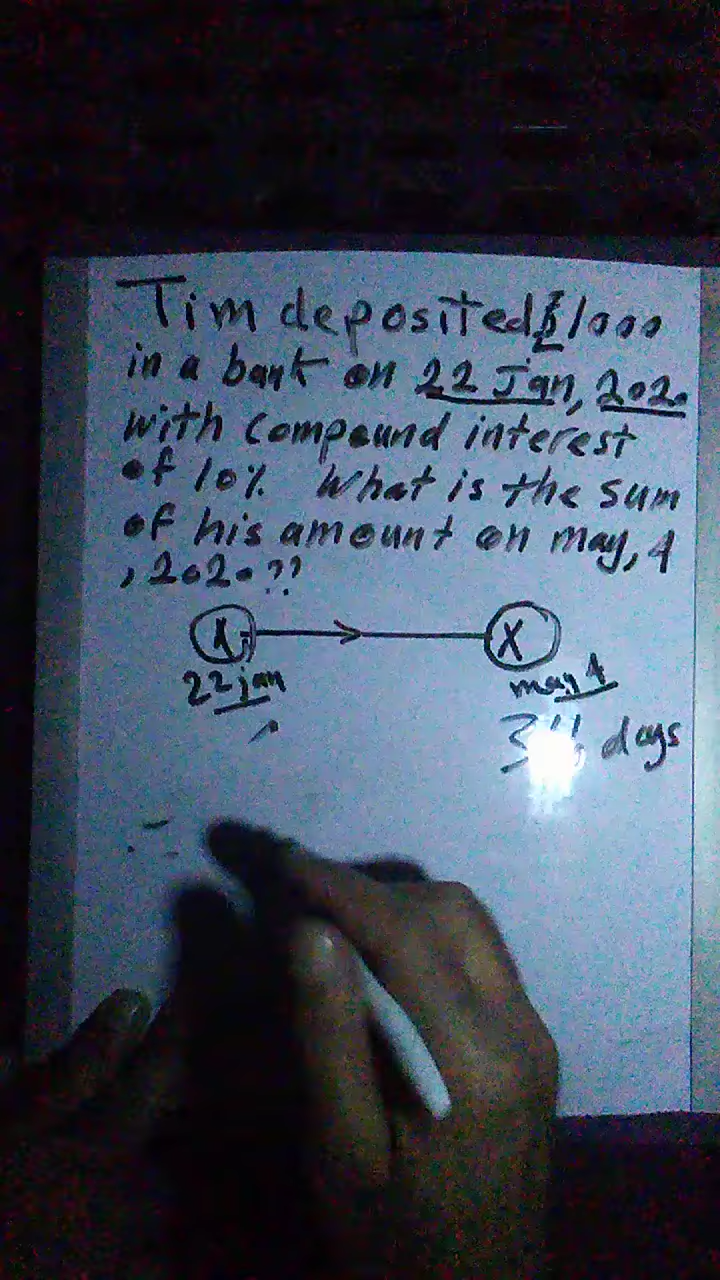 Tim deposited £1000
in a bank on 22 Jan, 2020
with compound interest
of 10% What is the sum
of his amount on may, 4
, 2020??
X X
22 jan may 4
days